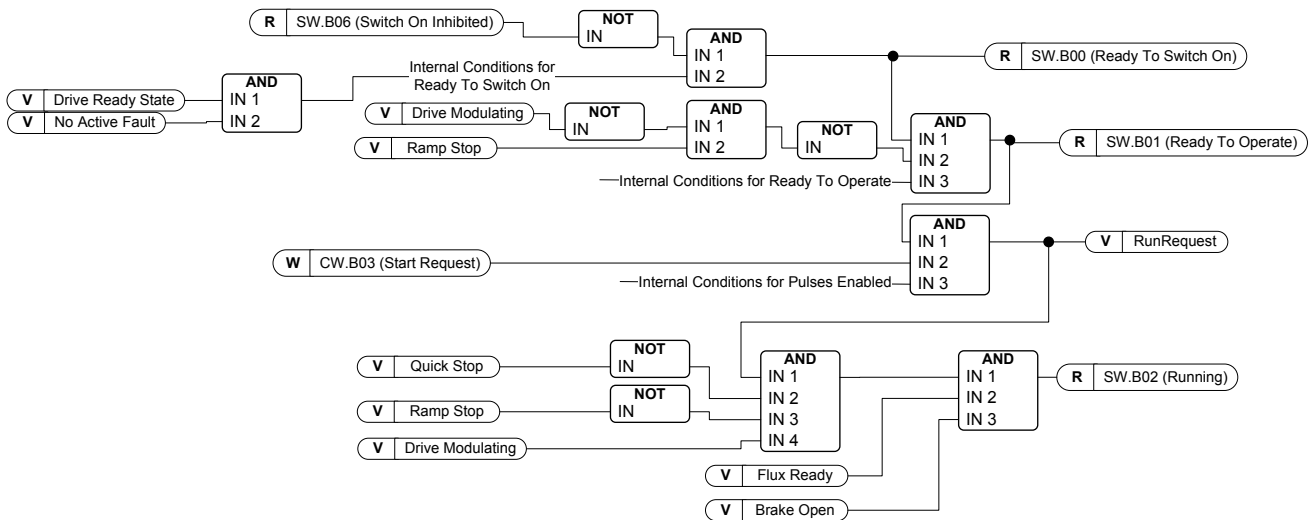 R SW.B06 (Switch On Inhibited)
NOT
IN
AND
IN 1
IN 2
R SW.B00 (Ready To Switch On)
Internal Conditions for
Ready To Switch On
AND
IN 1
IN 2
V Drive Ready State
V No Active Fault
V Drive Modulating
NOT
IN
AND
IN 1
IN 2
NOT
IN
V Ramp Stop
AND
IN 1
IN 2
IN 3
R SW.B01 (Ready To Operate)
Internal Conditions for Ready To Operate
AND
IN 1
IN 2
IN 3
V RunRequest
W CW.B03 (Start Request)
Internal Conditions for Pulses Enabled
V Quick Stop
NOT
IN
V Ramp Stop
NOT
IN
V Drive Modulating
AND
IN 1
IN 2
IN 3
IN 4
AND
IN 1
IN 2
IN 3
R SW.B02 (Running)
V Flux Ready
V Brake Open